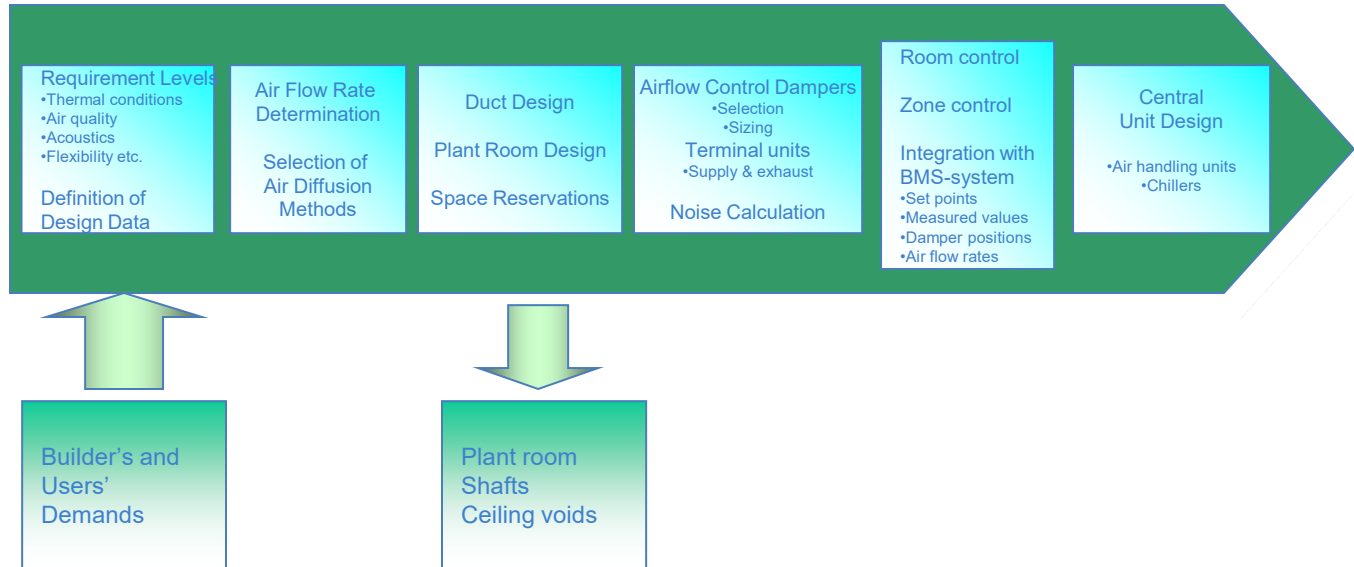 Requirement Levels
•Thermal conditions
•Air quality
•Acoustics
•Flexibility etc.
Definition of
Design Data
Air Flow Rate
Determination
Selection of
Air Diffusion
Methods
Duct Design
Plant Room Design
Space Reservations
Airflow Control Dampers
•Selection
•Sizing
Terminal units
•Supply & exhaust
Noise Calculation
Room control
Zone control
Integration with
BMS-system
•Set points
•Measured values
•Damper positions
•Air flow rates
Central
Unit Design
•Air handling units
•Chillers
Builder’s and
Users’
Demands
Plant room
Shafts
Ceiling voids